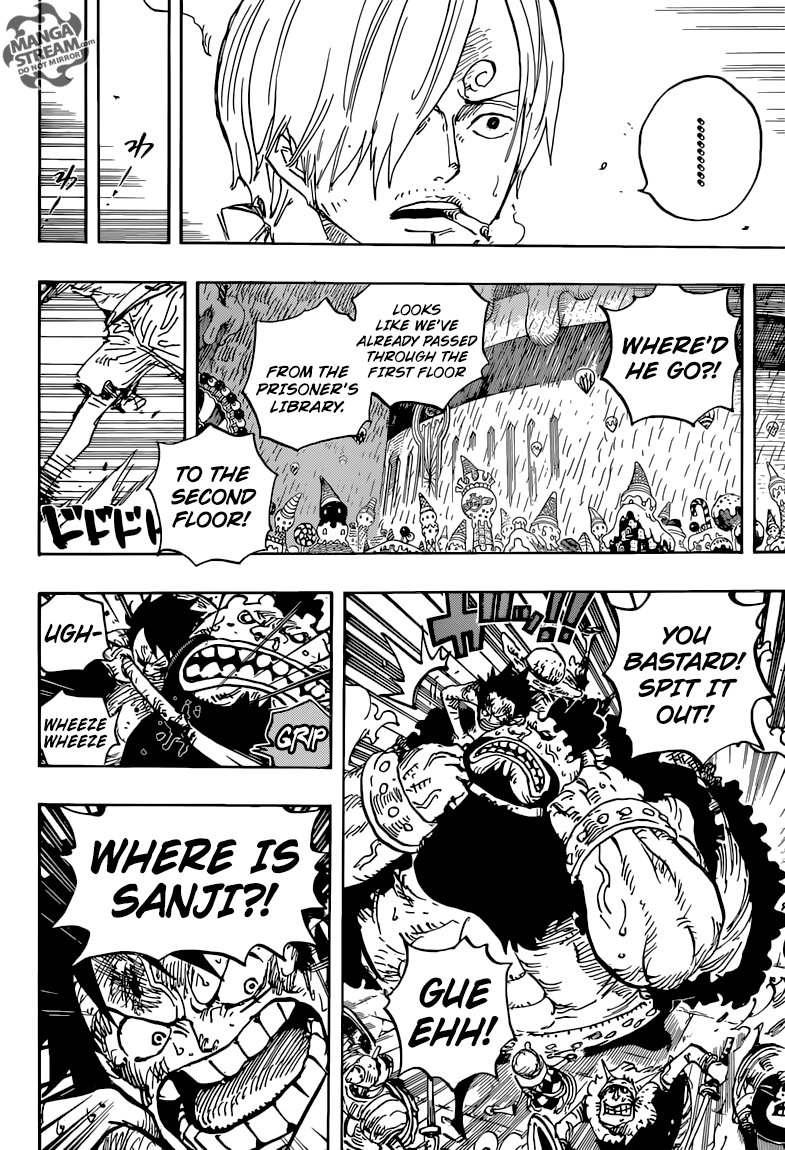 MANGA
STREAM.com
DO NOT MIRROR
...........
WHERE'D
HE GO?!
LOOKS
LIKE WE'VE
ALREADY PASSED
THROUGH THE
FIRST FLOOR
FROM THE
PRISONER'S
LIBRARY.
TO THE
SECOND
FLOOR!
ドドドド
UGH-
WHEEZE
WHEEZE
GRIP
YOU
BASTARD!
SPIT IT
OUT!
WHERE IS
SANJI?!
GUE
EHH!